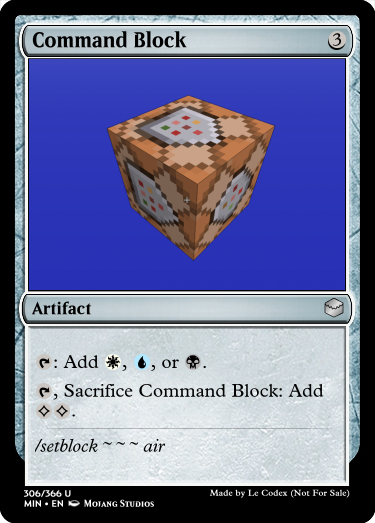 Command Block 3
Artifact
: Add , , or .
, Sacrifice Command Block: Add
.
/setblock ~ ~ ~ air
306/366 U Made by Le Codex (Not For Sale)
MIN • EN Mojang Studios